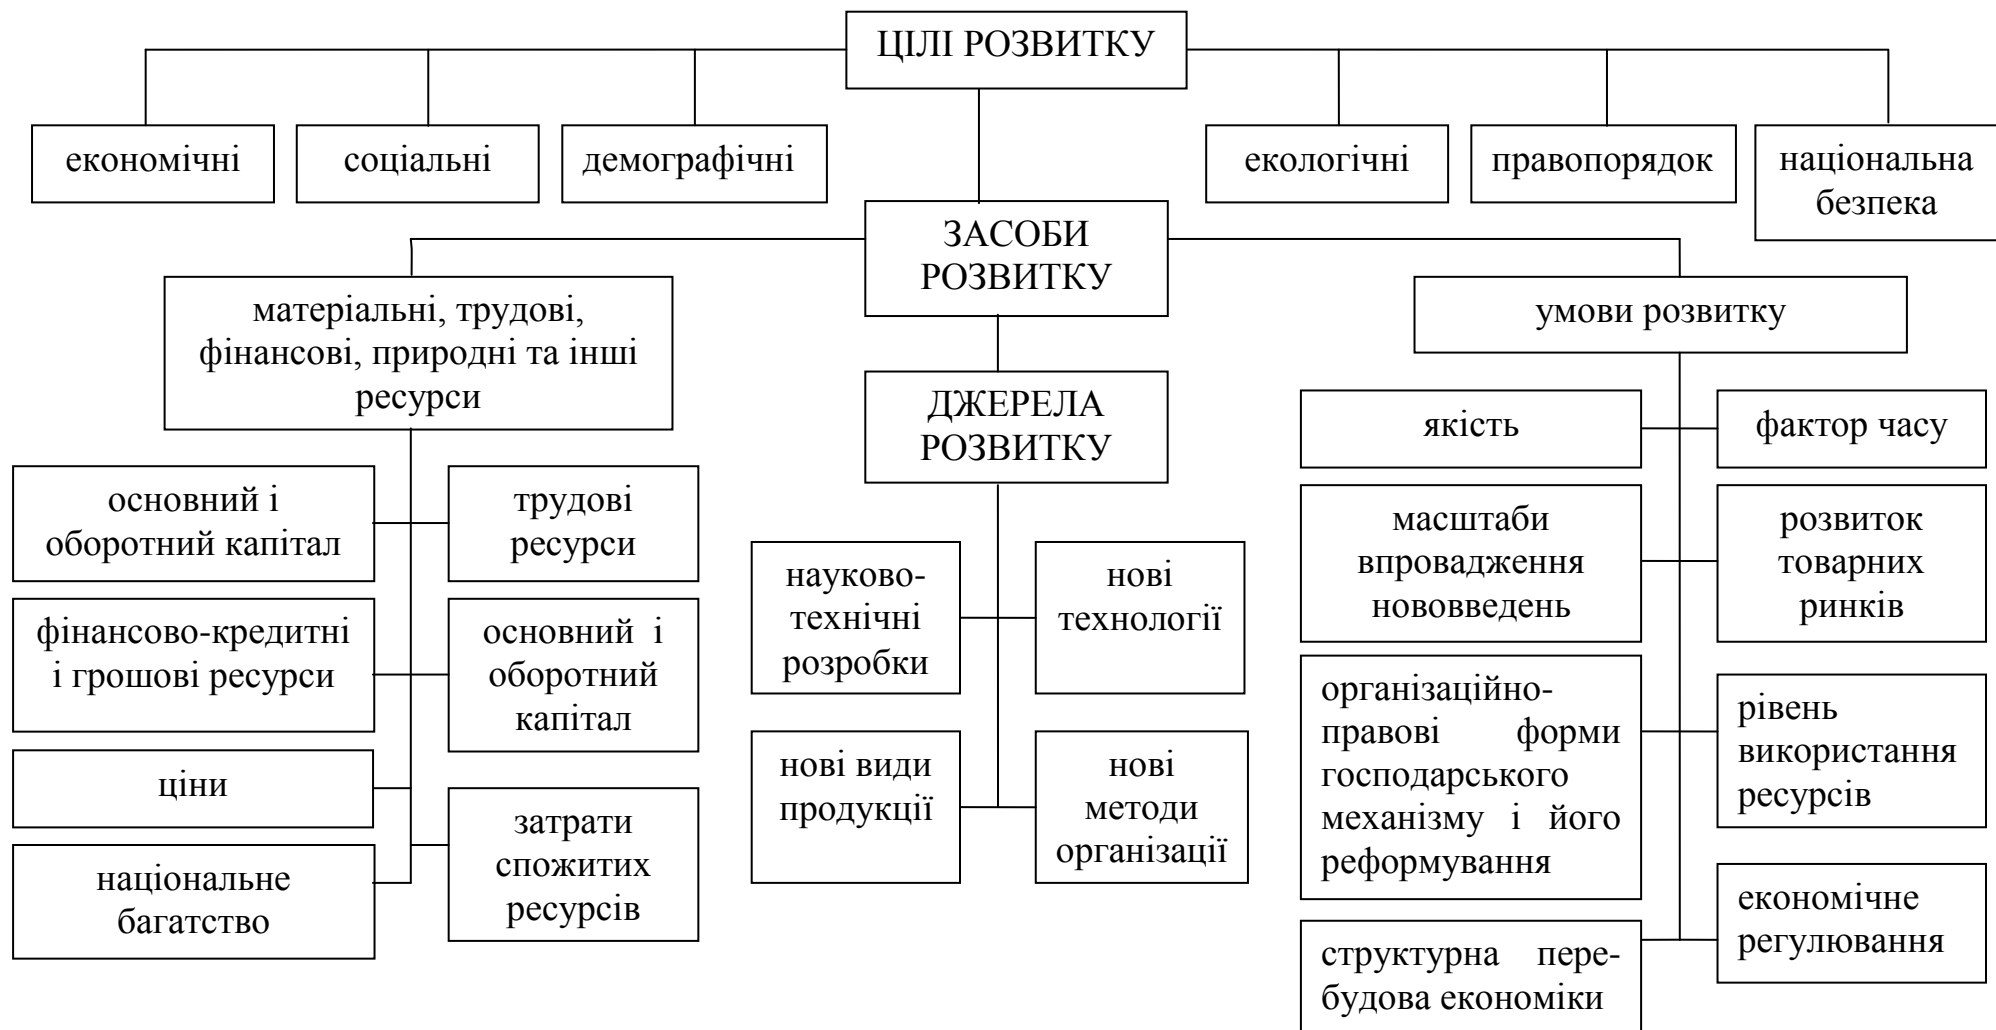 ЦІЛІ РОЗВИТКУ
економічні
соціальні
демографічні
екологічні
правопорядок
національна
безпека
ЗАСОБИ
РОЗВИТКУ
матеріальні, трудові,
фінансові, природні та інші
ресурси
умови розвитку
ДЖЕРЕЛА
РОЗВИТКУ
основний і
оборотний капітал
трудові
ресурси
фінансово-кредитні
і грошові ресурси
основний і
оборотний
капітал
ціни
національне
багатство
затрати
спожитих
ресурсів
науково-
технічні
розробки
нові
технології
нові види
продукції
нові
методи
організації
якість
фактор часу
масштаби
впровадження
нововведень
розвиток
товарних
ринків
організаційно-
правові форми
господарського
механізму і його
реформування
рівень
використання
ресурсів
структурна пере-
будова економіки
економічне
регулювання